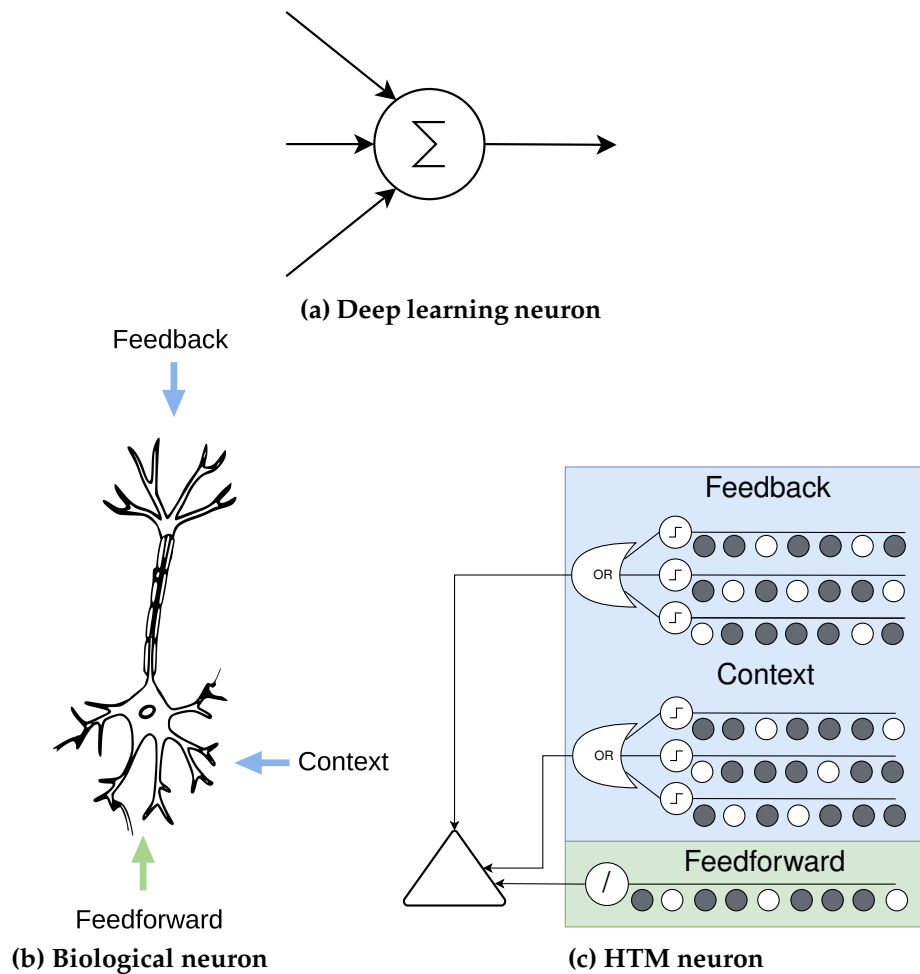 ∑
(a) Deep learning neuron
Feedback
Context
Feedforward
(b) Biological neuron
Feedback
OR
Context
OR
Feedforward
/
(c) HTM neuron